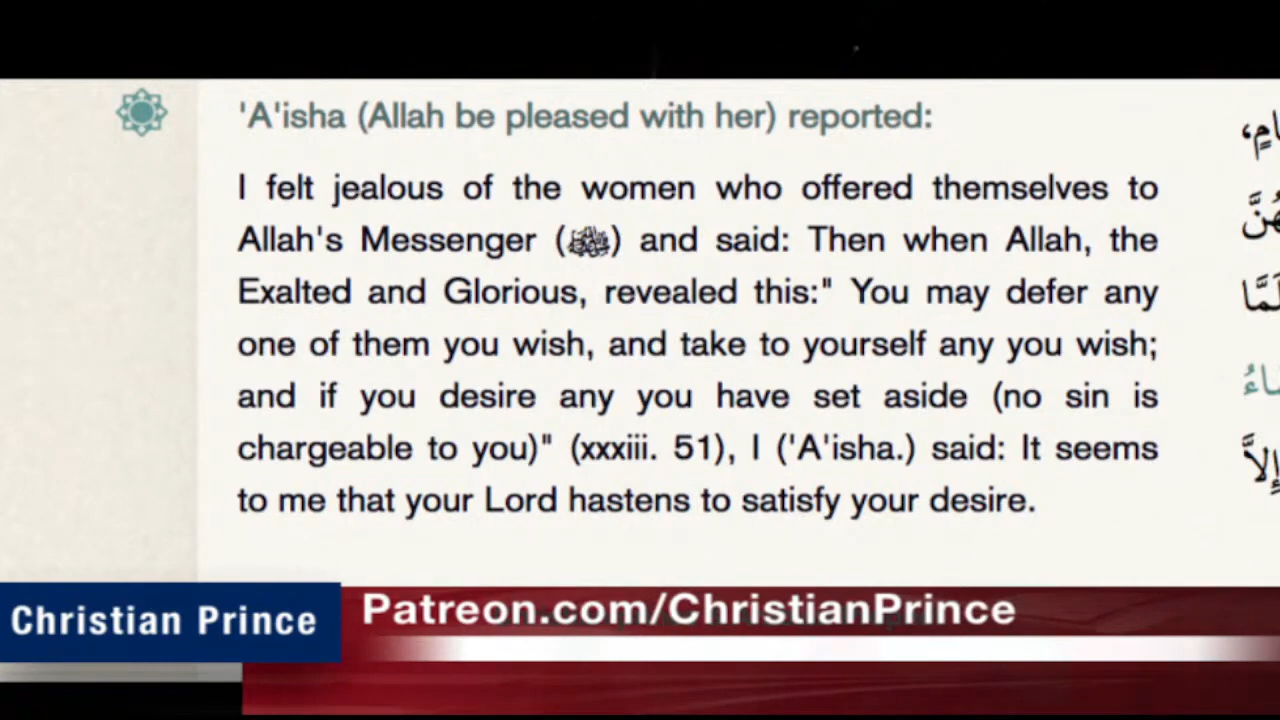 'A'isha (Allah be pleased with her) reported:
I felt jealous of the women who offered themselves to
Allah's Messenger (ﷺ) and said: Then when Allah, the
Exalted and Glorious, revealed this:" You may defer any
one of them you wish, and take to yourself any you wish;
and if you desire any you have set aside (no sin is
chargeable to you)" (xxxiii. 51), I ('A'isha.) said: It seems
to me that your Lord hastens to satisfy your desire.
Christian Prince
Patreon.com/ChristianPrince